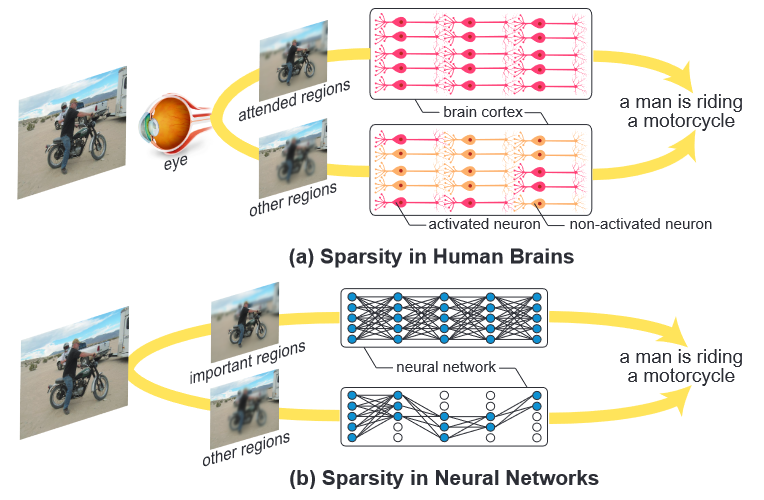 attended regions
brain cortex
a man is riding
a motorcycle
eye
other regions
activated neuron
non-activated neuron
(a) Sparsity in Human Brains
important regions
neural network
a man is riding
a motorcycle
other regions
(b) Sparsity in Neural Networks